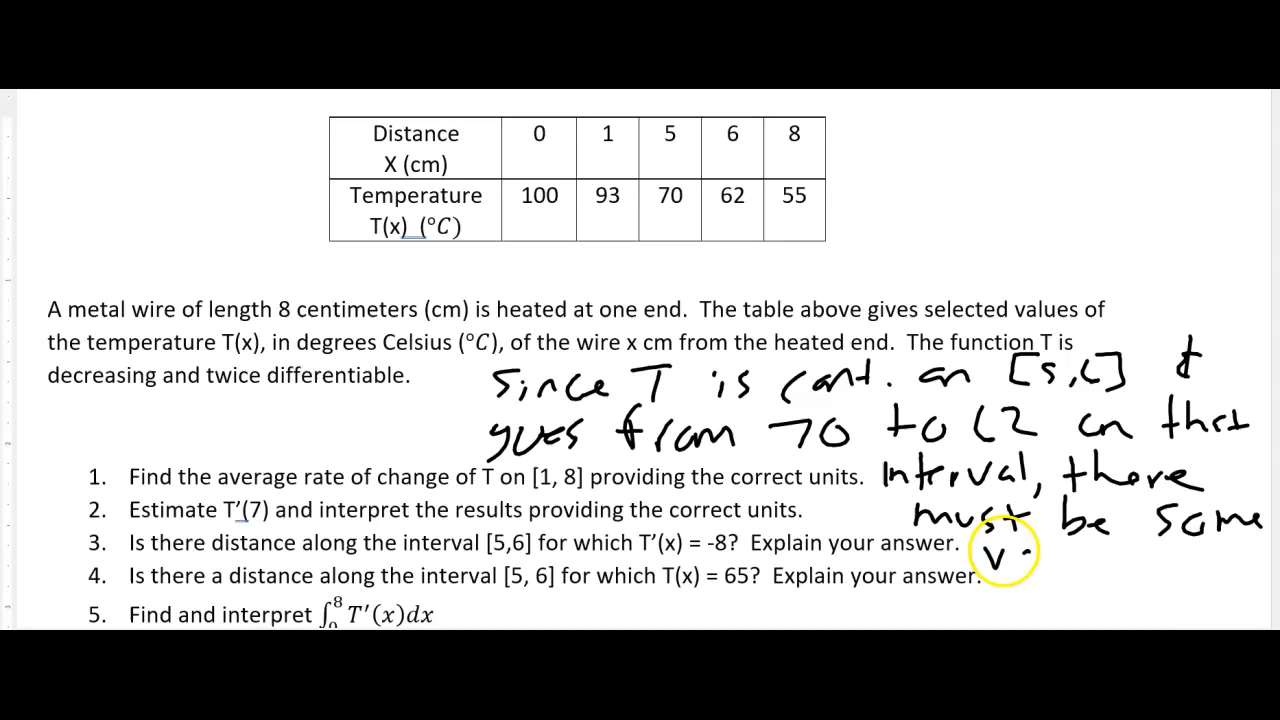 Distance 0 1 5 6 8
X (cm)
Temperature 100 93 70 62 55
T(x) (°C)
A metal wire of length 8 centimeters (cm) is heated at one end. The table above gives selected values of
the temperature T(x), in degrees Celsius (°C), of the wire x cm from the heated end. The function T is
decreasing and twice differentiable.
since T is cont. on [5,6] &
goes from 70 to 62 on that
interval, there
must be some
v
1. Find the average rate of change of T on [1, 8] providing the correct units.
2. Estimate T’(7) and interpret the results providing the correct units.
3. Is there distance along the interval [5,6] for which T’(x) = -8? Explain your answer.
4. Is there a distance along the interval [5, 6] for which T(x) = 65? Explain your answer.
5. Find and interpret ∫₀⁸ T′(x)dx